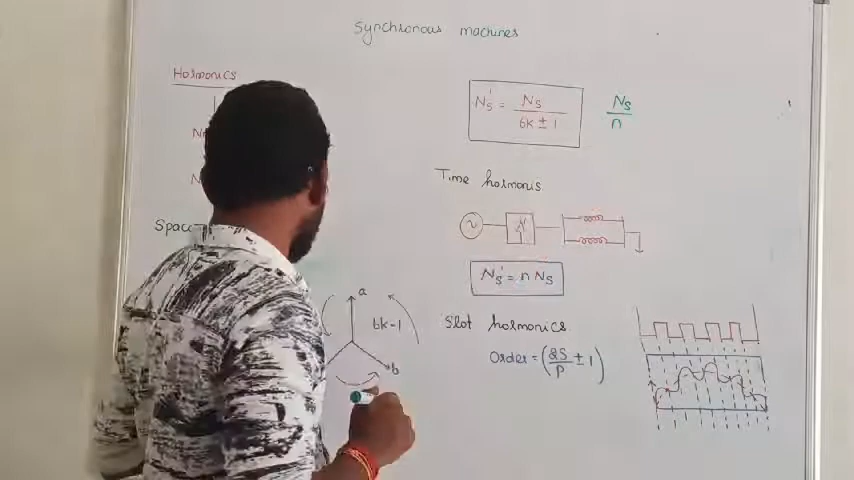 Synchronous machines
Harmonics
Space
a
6k-1
b
Ns' = Ns / 6k ± 1
Ns / n
Time harmonis
Ns' = n Ns
Slot harmonics
Order = (2S/P ± 1)